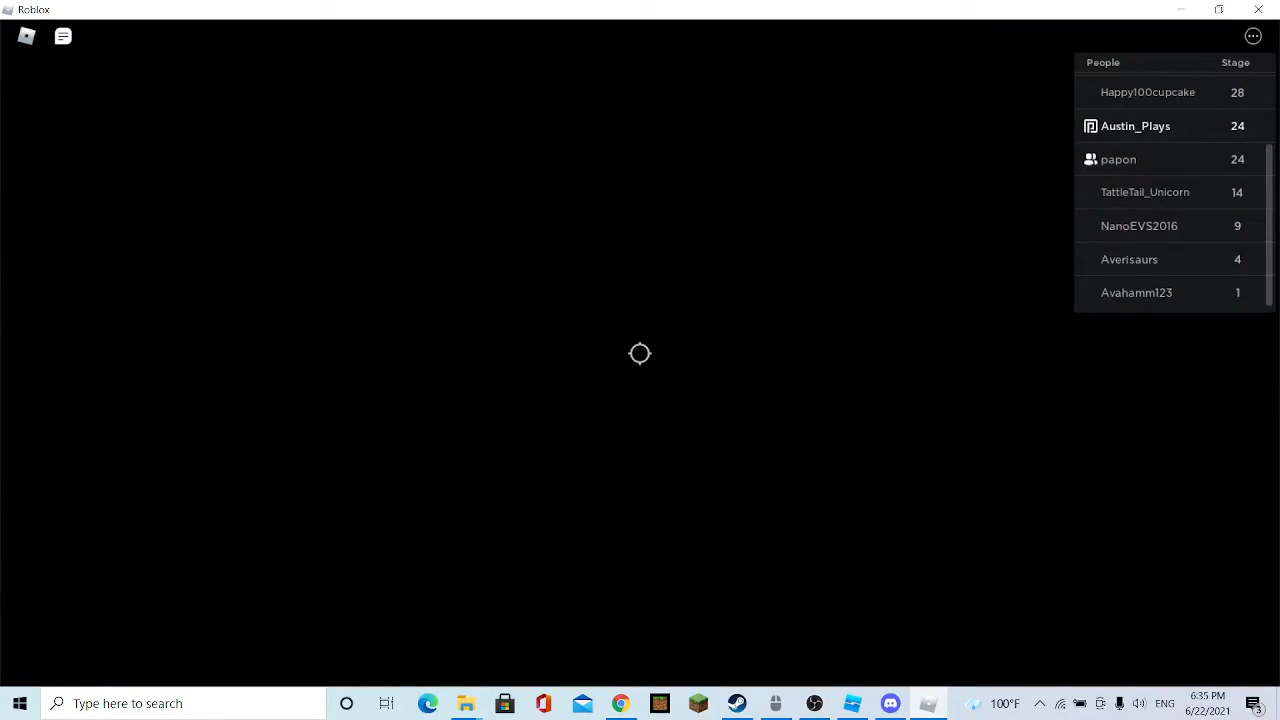 Roblox
People Stage
Happy100cupcake 28
Austin_Plays 24
papon 24
TattleTail_Unicorn 14
NanoEVS2016 9
Averisaurs 4
Avahamm123 1
Type here to search
100°F
ENG
6:35 PM
6/22/2021
3